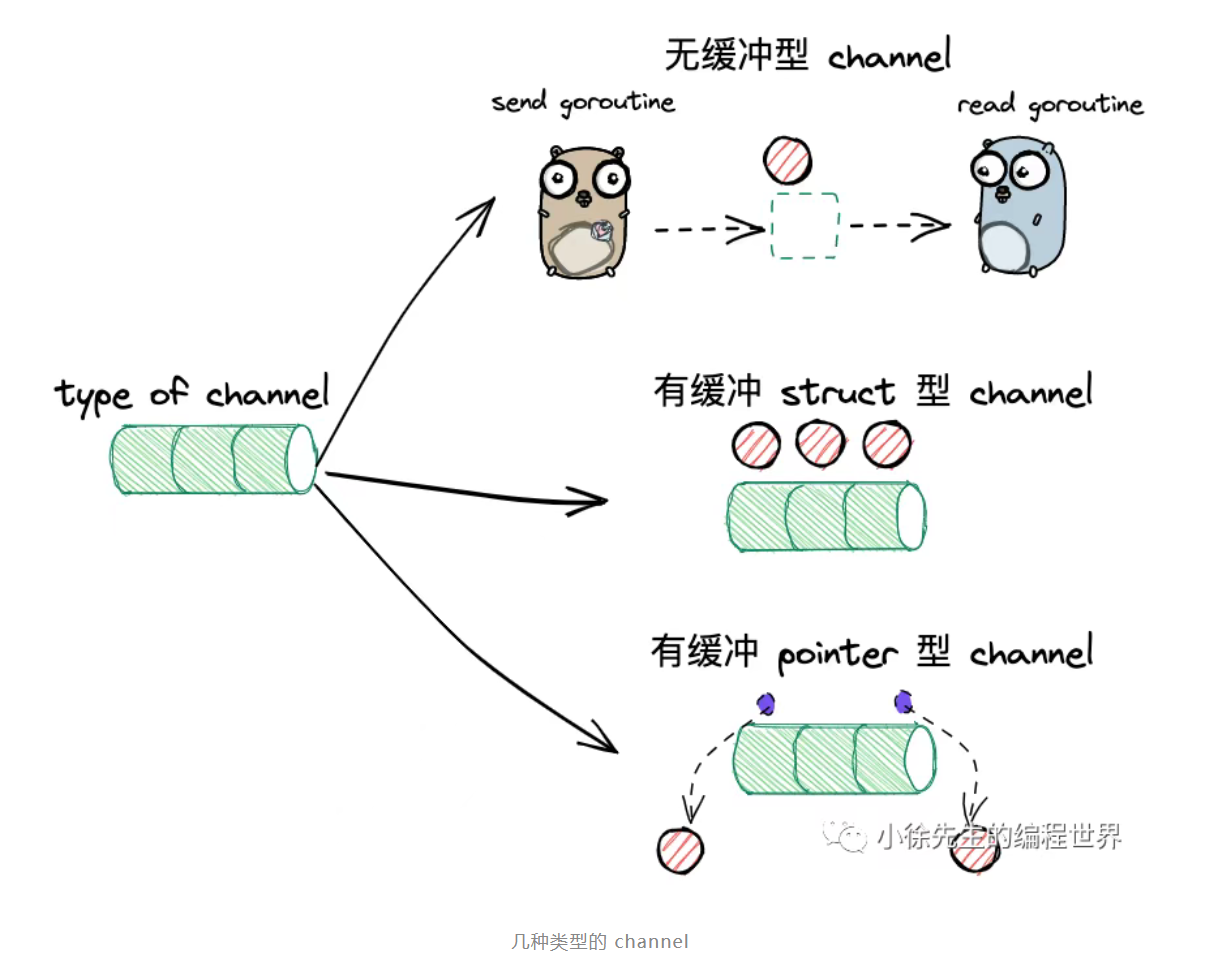 无缓冲型 channel
send goroutine
read goroutine
type of channel
有缓冲 struct 型 channel
有缓冲 pointer 型 channel
小徐先生的编程世界
几种类型的 channel